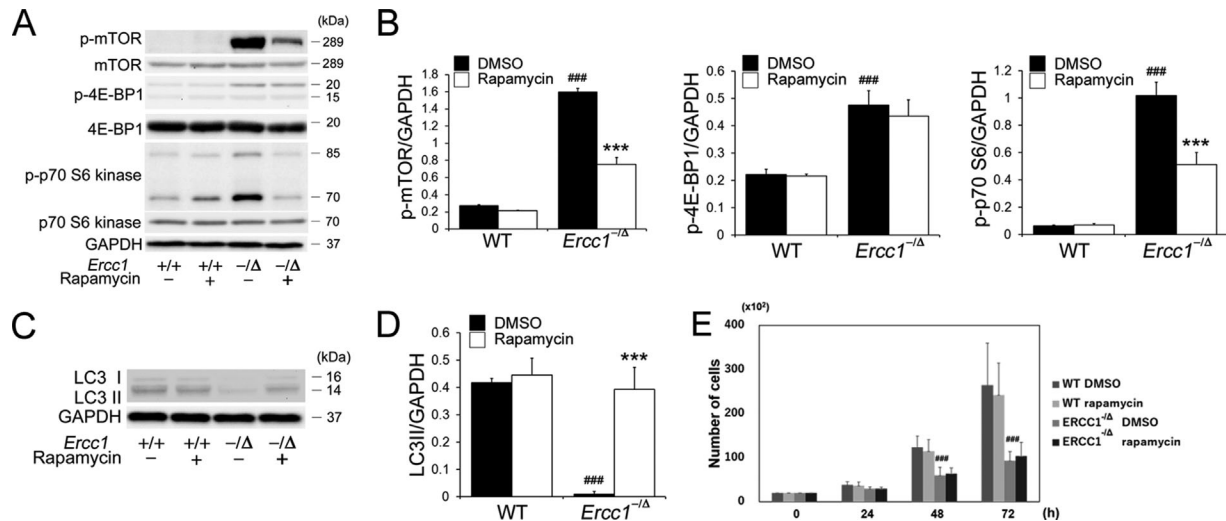 A
(kDa)
p-mTOR
289
mTOR
289
p-4E-BP1
20
15
4E-BP1
20
p-p70 S6 kinase
85
70
p70 S6 kinase
70
GAPDH
37
Ercc1 +/+ +/+ −/Δ −/Δ
Rapamycin − + − +
B
DMSO
Rapamycin
p-mTOR/GAPDH
1.8
1.6
1.4
1.2
1.0
0.8
0.6
0.4
0.2
0
###
***
WT Ercc1−/Δ
DMSO
Rapamycin
p-4E-BP1/GAPDH
0.6
0.5
0.4
0.3
0.2
0.1
0
###
WT Ercc1−/Δ
DMSO
Rapamycin
p-p70 S6/GAPDH
1.2
1.0
0.8
0.6
0.4
0.2
0
###
***
WT Ercc1−/Δ
C
(kDa)
LC3 I
16
LC3 II
14
GAPDH
37
Ercc1 +/+ +/+ −/Δ −/Δ
Rapamycin − + − +
D
DMSO
Rapamycin
LC3II/GAPDH
0.6
0.5
0.4
0.3
0.2
0.1
0
###
***
WT Ercc1−/Δ
E
(x10²)
Number of cells
400
300
200
100
0
###
###
0 24 48 72 (h)
WT DMSO
WT rapamycin
ERCC1-/Δ DMSO
ERCC1-/Δ rapamycin